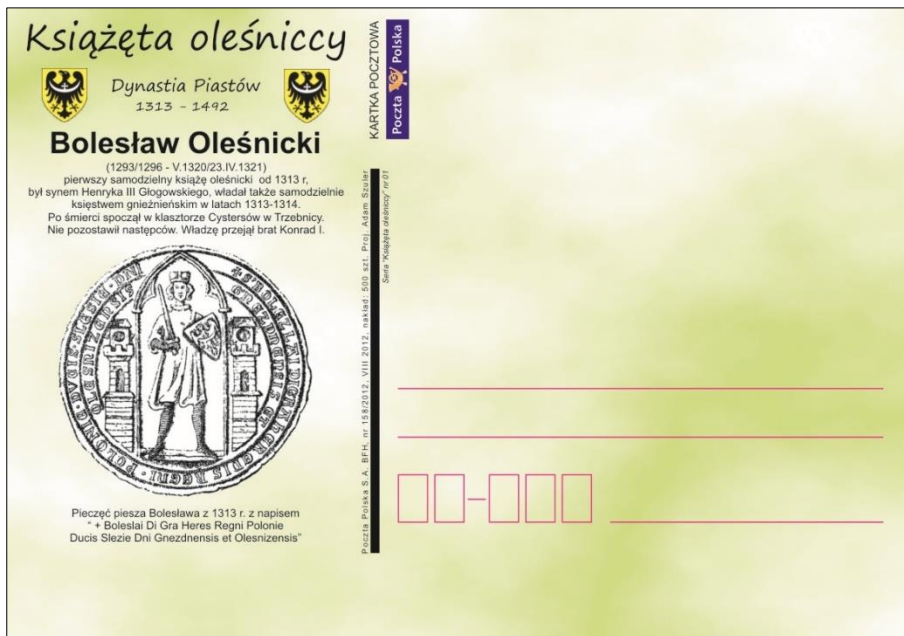 Książęta oleśniccy
Dynastia Piastów
1313 - 1492
Bolesław Oleśnicki
(1293/1296 - V.1320/23.IV.1321)
pierwszy samodzielny książę oleśnicki od 1313 r,
był synem Henryka III Głogowskiego, władał także samodzielnie
księstwem gnieźnieńskim w latach 1313-1314.
Po śmierci spoczął w klasztorze Cystersów w Trzebnicy.
Nie pozostawił następców. Władzę przejął brat Konrad I.
Pieczęć piesza Bolesława z 1313 r. z napisem
“ + Boleslai Di Gra Heres Regni Polonie
Ducis Slezie Dni Gnezdnensis et Olesnizensis”
KARTKA POCZTOWA
Poczta Polska
Poczta Polska S.A. BFH, nr 158/2012, VIII 2012, nakład: 500 szt. Proj. Adam Szuler
Seria "Książęta oleśniccy" nr 01